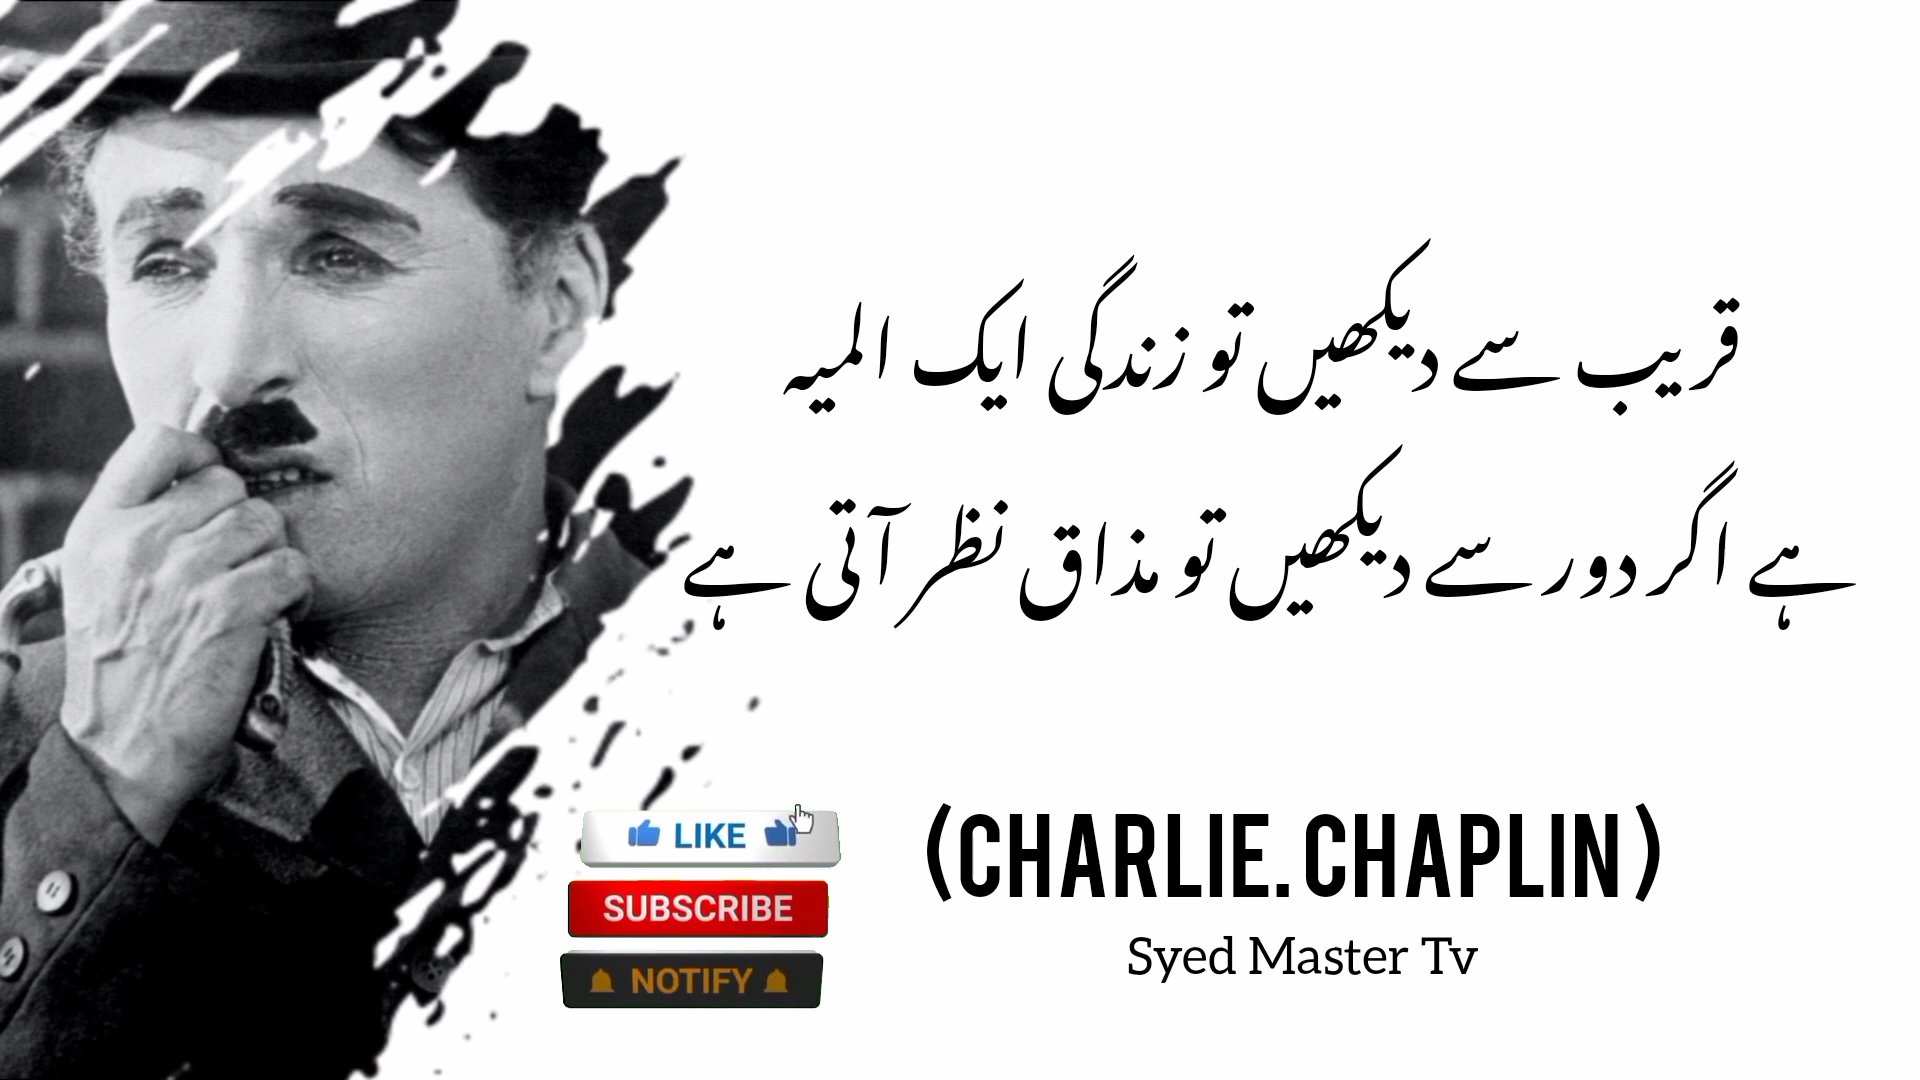 قریب سے دیکھیں تو زندگی ایک المیہ
ہے اگر دور سے دیکھیں تو مذاق نظر آتی ہے
(CHARLIE.CHAPLIN)
Syed Master Tv
LIKE
SUBSCRIBE
NOTIFY